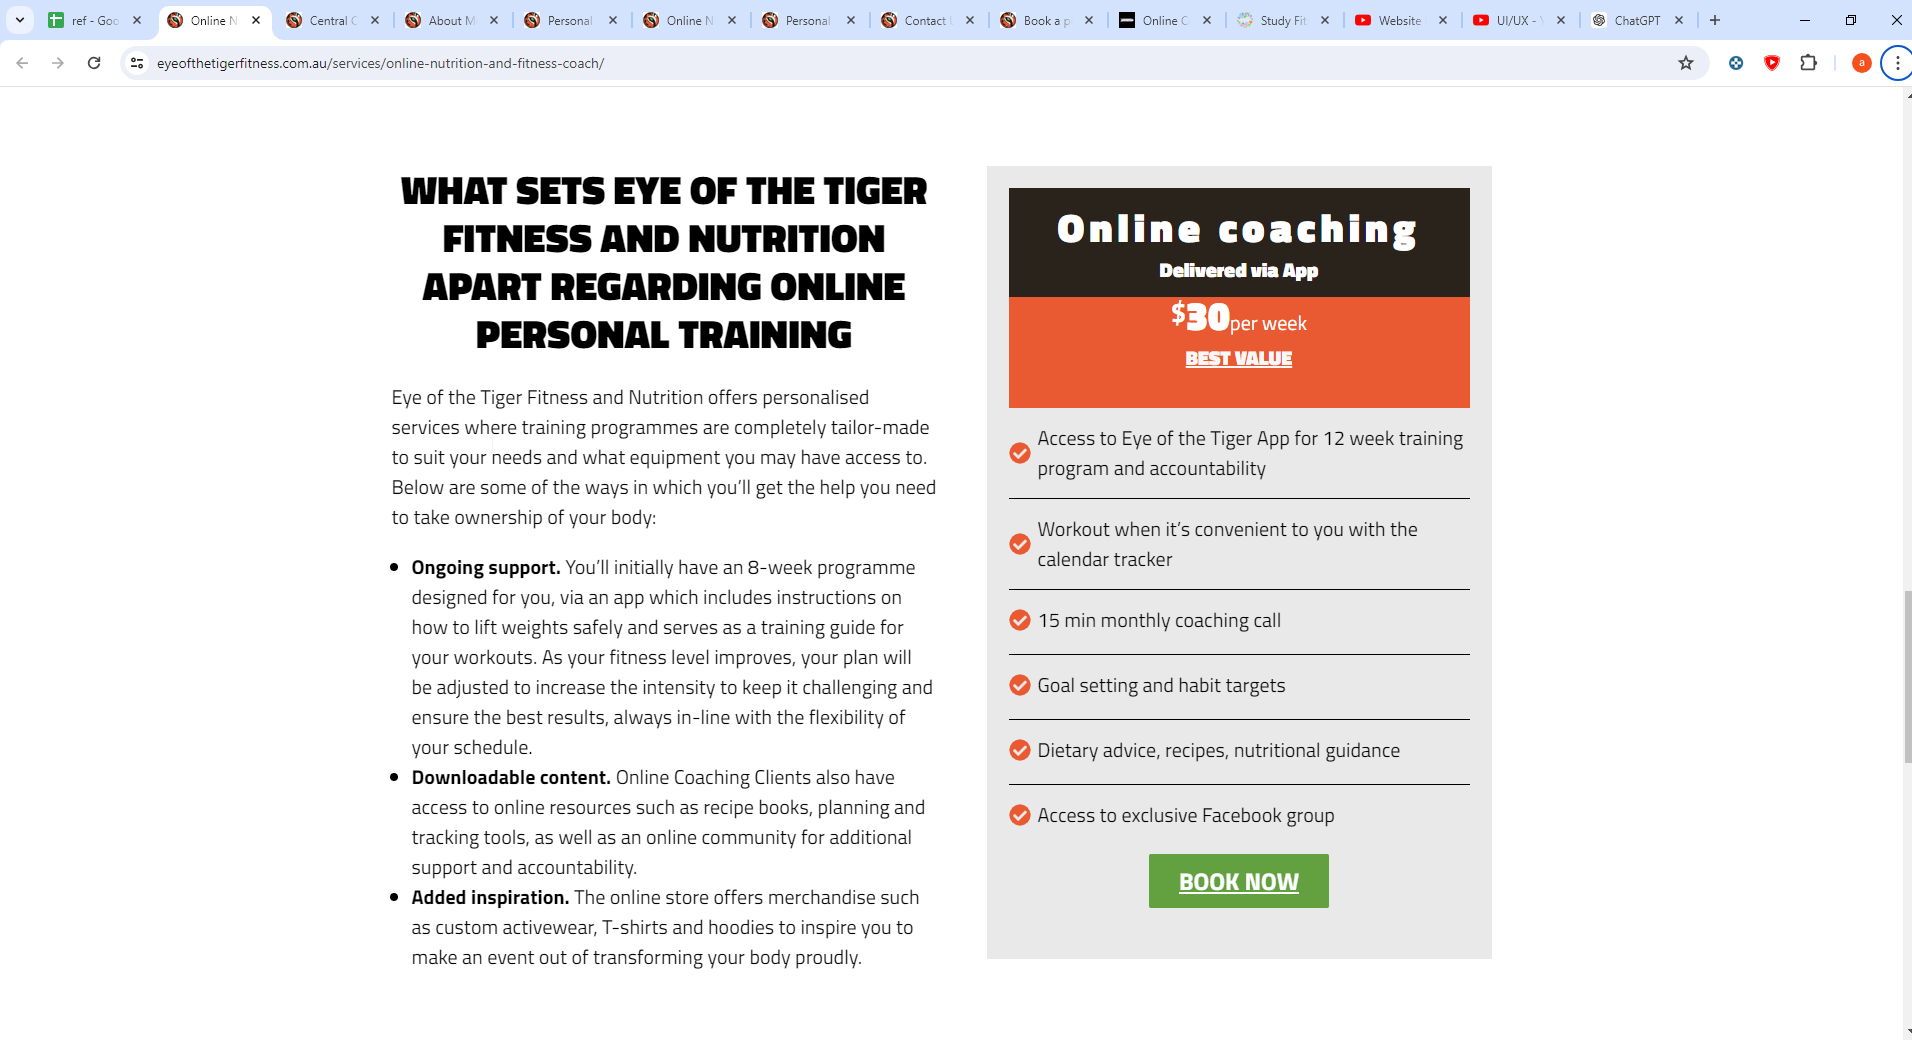 ref - Goo
Online N
Central C
About M
Personal
Online N
Personal
Contact
Book a p
Online C
Study Fit
Website
UI/UX -
ChatGPT
eyeofthetigerfitness.com.au/services/online-nutrition-and-fitness-coach/
a
WHAT SETS EYE OF THE TIGER
FITNESS AND NUTRITION
APART REGARDING ONLINE
PERSONAL TRAINING
Eye of the Tiger Fitness and Nutrition offers personalised
services where training programmes are completely tailor-made
to suit your needs and what equipment you may have access to.
Below are some of the ways in which you’ll get the help you need
to take ownership of your body:
Ongoing support. You’ll initially have an 8-week programme
designed for you, via an app which includes instructions on
how to lift weights safely and serves as a training guide for
your workouts. As your fitness level improves, your plan will
be adjusted to increase the intensity to keep it challenging and
ensure the best results, always in-line with the flexibility of
your schedule.
Downloadable content. Online Coaching Clients also have
access to online resources such as recipe books, planning and
tracking tools, as well as an online community for additional
support and accountability.
Added inspiration. The online store offers merchandise such
as custom activewear, T-shirts and hoodies to inspire you to
make an event out of transforming your body proudly.
Online coaching
Delivered via App
$30per week
BEST VALUE
Access to Eye of the Tiger App for 12 week training
program and accountability
Workout when it’s convenient to you with the
calendar tracker
15 min monthly coaching call
Goal setting and habit targets
Dietary advice, recipes, nutritional guidance
Access to exclusive Facebook group
BOOK NOW